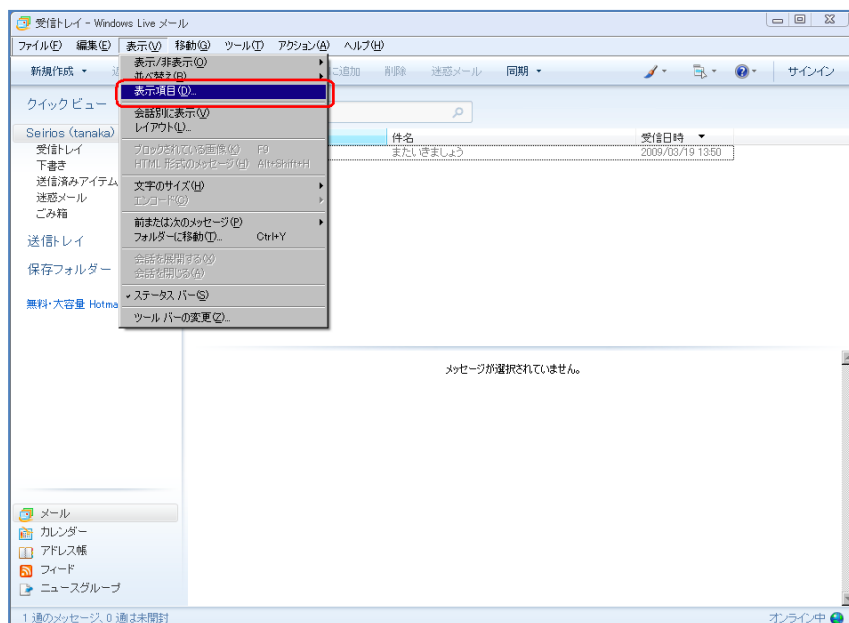 受信トレイ - Windows Live メール
ファイル(F) 編集(E) 表示(V) 移動(G) ツール(T) アクション(A) ヘルプ(H)
新規作成 に追加 削除 迷惑メール 同期 サインイン
表示/非表示(O)
並べ替え(B)
表示項目(D)...
会話別に表示(V)
レイアウト(L)...
ブロックされている画像(K) F9
HTML 形式のメッセージ(H) Alt+Shift+H
文字のサイズ(H)
エンコード(O)
前または次のメッセージ(P)
フォルダーに移動(T)... Ctrl+Y
会話を展開する(X)
会話を閉じる(A)
ステータス バー(S)
ツール バーの変更(Z)...
クイック ビュー
Seirios (tanaka)
受信トレイ
下書き
送信済みアイテム
迷惑メール
ごみ箱
送信トレイ
保存フォルダー
無料・大容量 Hotma
件名 受信日時
またいきましょう 2009/03/19 13:50
メッセージが選択されていません。
メール
カレンダー
アドレス帳
フィード
ニュースグループ
1 通のメッセージ、0 通は未開封 オンライン中